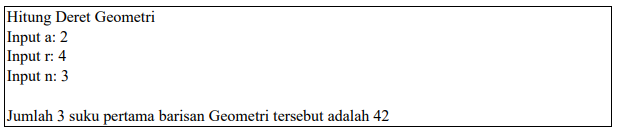 Hitung Deret Geometri
Input a: 2
Input r: 4
Input n: 3
Jumlah 3 suku pertama barisan Geometri tersebut adalah 42